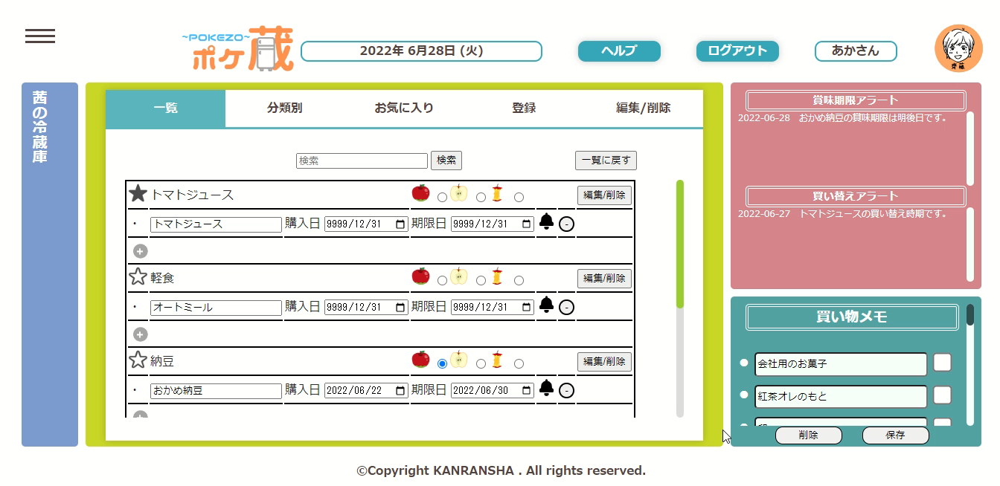 ~POKEZO~
ポケ蔵
2022年 6月28日 (火)
ヘルプ
ログアウト
あかさん
齊藤
茜の冷蔵庫
一覧
分類別
お気に入り
登録
編集/削除
検索
検索
一覧に戻す
トマトジュース
編集/削除
・ トマトジュース 購入日 9999/12/31 期限日 9999/12/31 -
+
軽食
編集/削除
・ オートミール 購入日 9999/12/31 期限日 9999/12/31 -
+
納豆
編集/削除
・ おかめ納豆 購入日 2022/06/22 期限日 2022/06/30 -
賞味期限アラート
2022-06-28 おかめ納豆の賞味期限は明後日です。
買い替えアラート
2022-06-27 トマトジュースの買い替え時期です。
買い物メモ
会社用のお菓子
紅茶オレのもと
削除
保存
©Copyright KANRANSHA . All rights reserved.